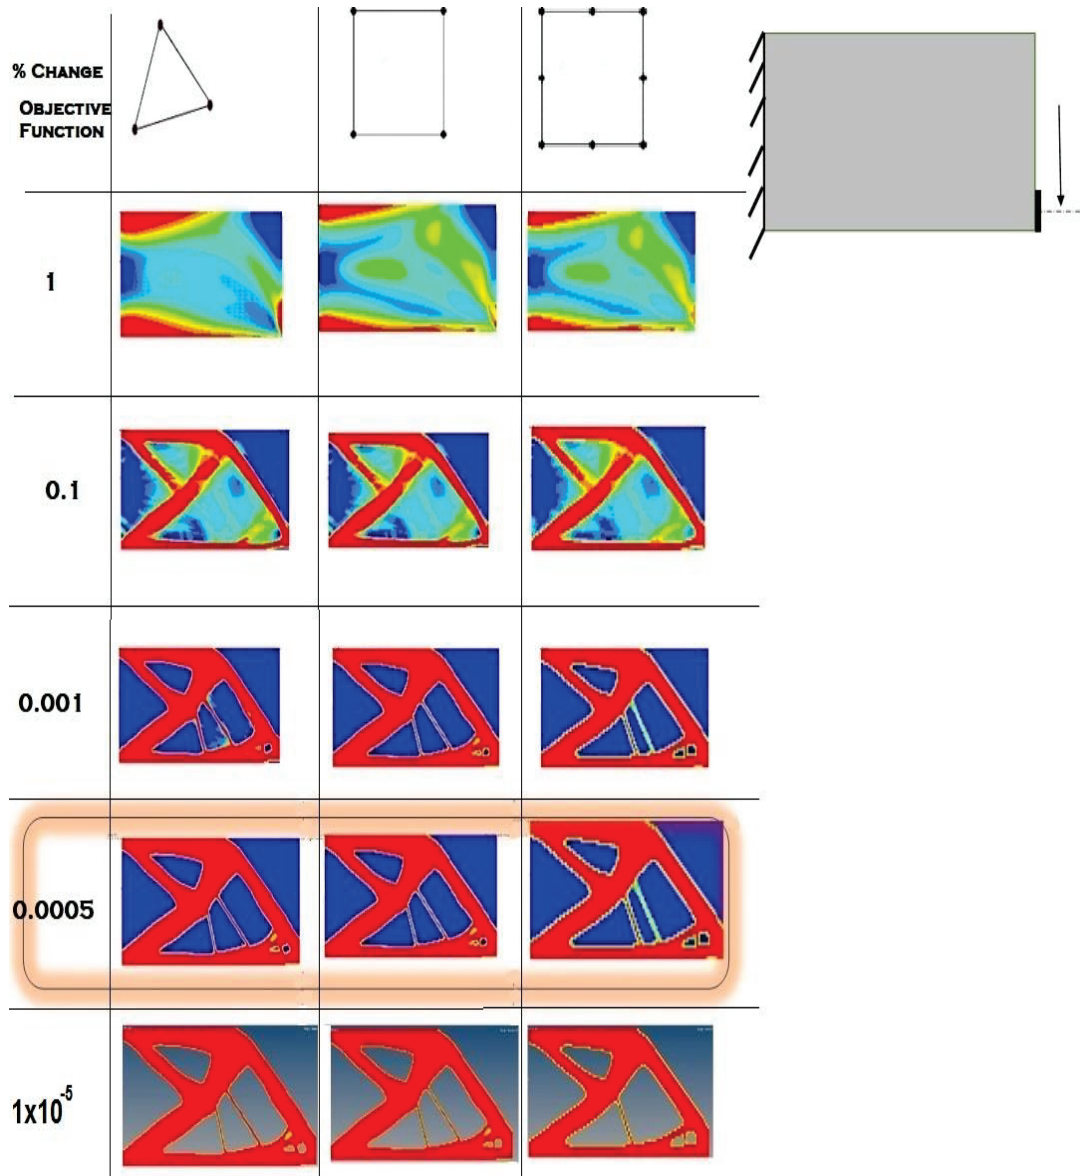 % CHANGE
OBJECTIVE
FUNCTION
1
0.1
0.001
0.0005
1x10⁻⁵